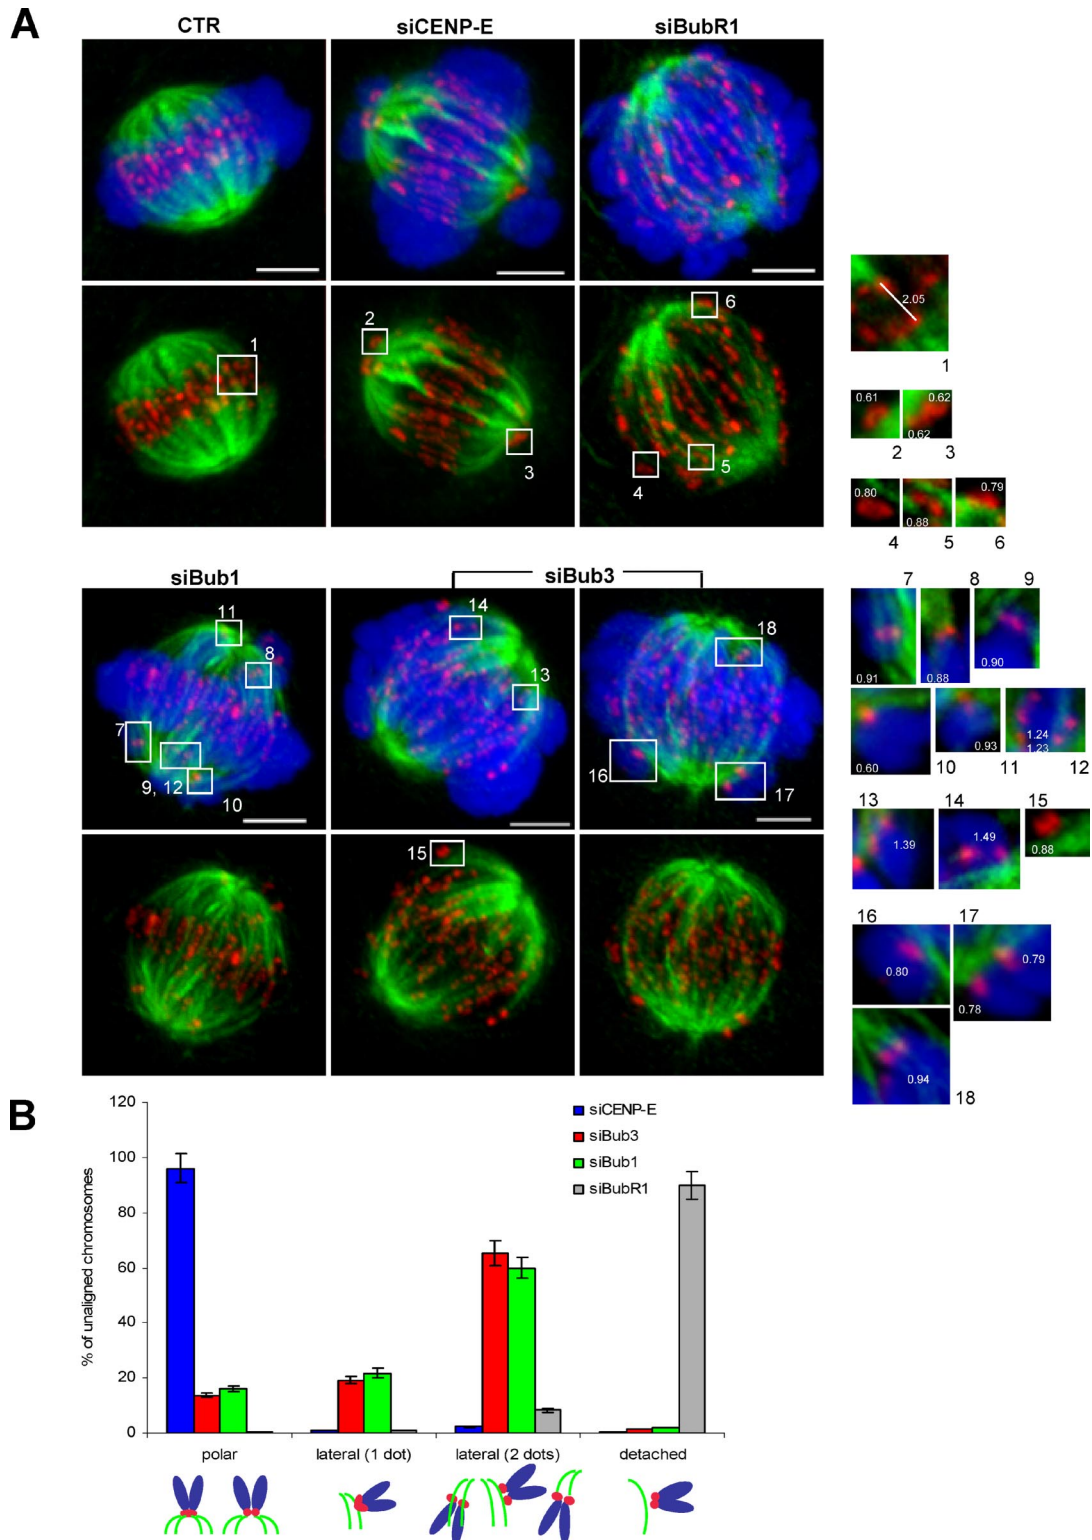 A
CTR siCENP-E siBubR1
2.05
1
1
2
3
4
5
6
0.61 0.62
0.62
2 3
0.80 0.79
0.88
4 5 6
siBub1 siBub3
11
8
7
9, 12
10
14
13
18
16
17
15
7 8 9
0.91 0.88 0.90
0.60 0.93 1.24
1.23
10 11 12
13 14 15
1.39 1.49 0.88
16 17
0.80 0.79
0.78
0.94
18
B
120
100
80
60
40
20
0
% of unaligned chromosomes
siCENP-E
siBub3
siBub1
siBubR1
polar lateral (1 dot) lateral (2 dots) detached